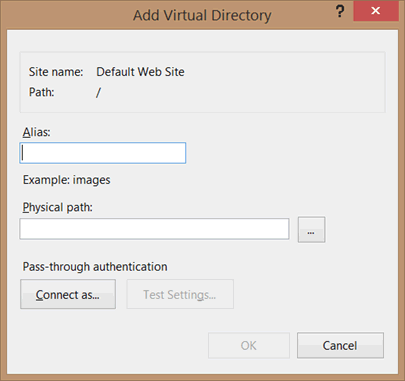 Add Virtual Directory
?
Site name: Default Web Site
Path: /
Alias:
Example: images
Physical path:
...
Pass-through authentication
Connect as... Test Settings...
OK Cancel